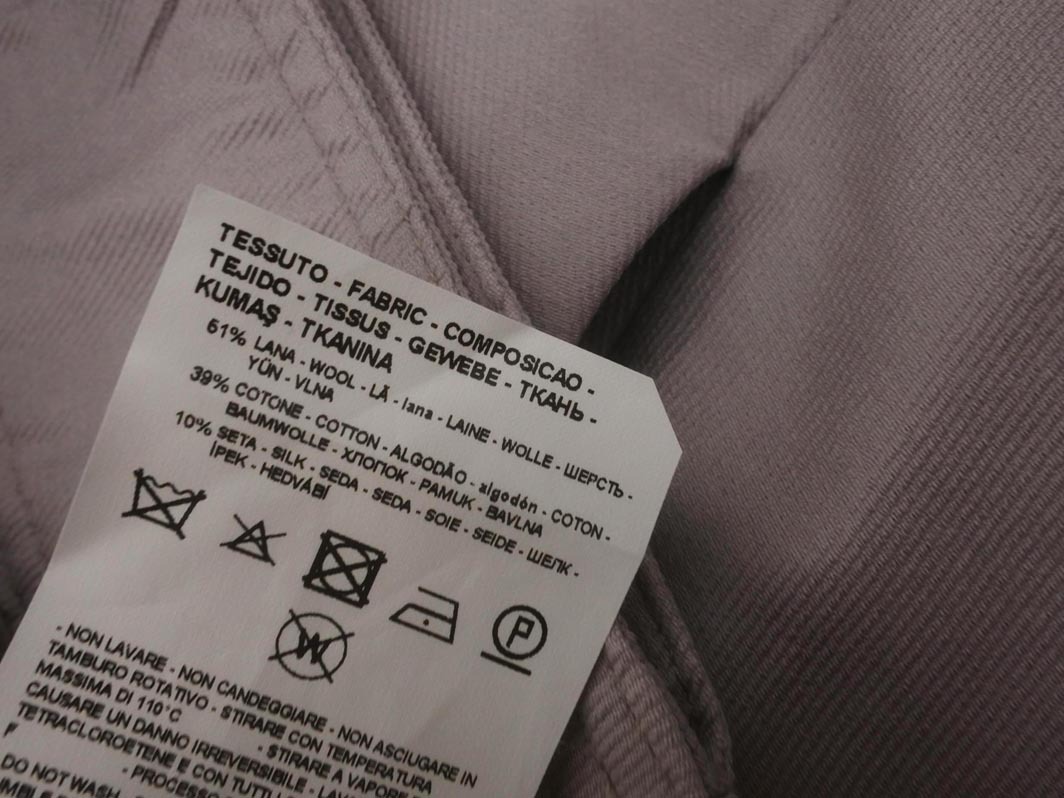 TESSUTO - FABRIC - COMPOSICAO -
TEJIDO - TISSUS - GEWEBE - ТКАНЬ -
KUMAŞ - TKANINA
51% LANA - WOOL - LÃ - lana - LAINE - WOLLE - ШЕРСТЬ -
YÜN - VLNA
39% COTONE - COTTON - ALGODÃO - algodón - COTON -
BAUMWOLLE - ХЛОПОК - PAMUK - BAVLNA
10% SETA - SILK - SEDA - SEDA - SOIE - SEIDE - ШЕЛК -
İPEK - HEDVÁBÍ
P
W
- NON LAVARE - NON CANDEGGIARE - NON ASCIUGARE IN
TAMBURO ROTATIVO - STIRARE CON TEMPERATURA
MASSIMA DI 110°C - STIRARE A VAPORE
CAUSARE UN DANNO IRREVERSIBILE -
TETRACLOROETENE E CON TUTTI
F - PROCESSO
DO NOT WASH